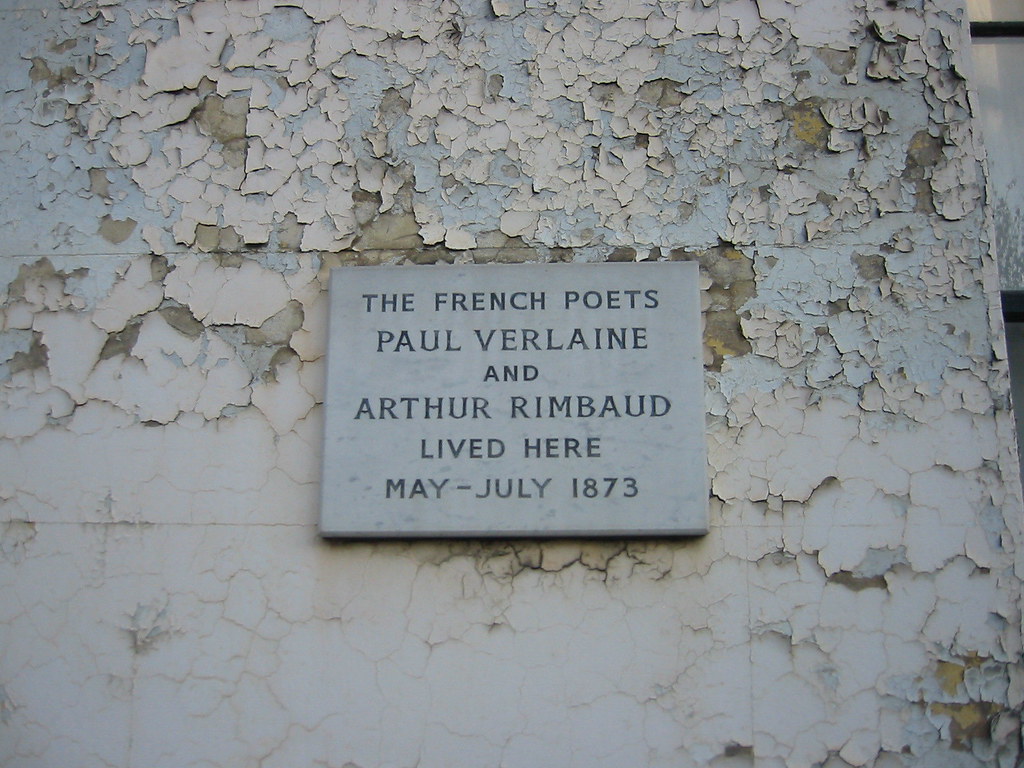 THE FRENCH POETS
PAUL VERLAINE
AND
ARTHUR RIMBAUD
LIVED HERE
MAY-JULY 1873